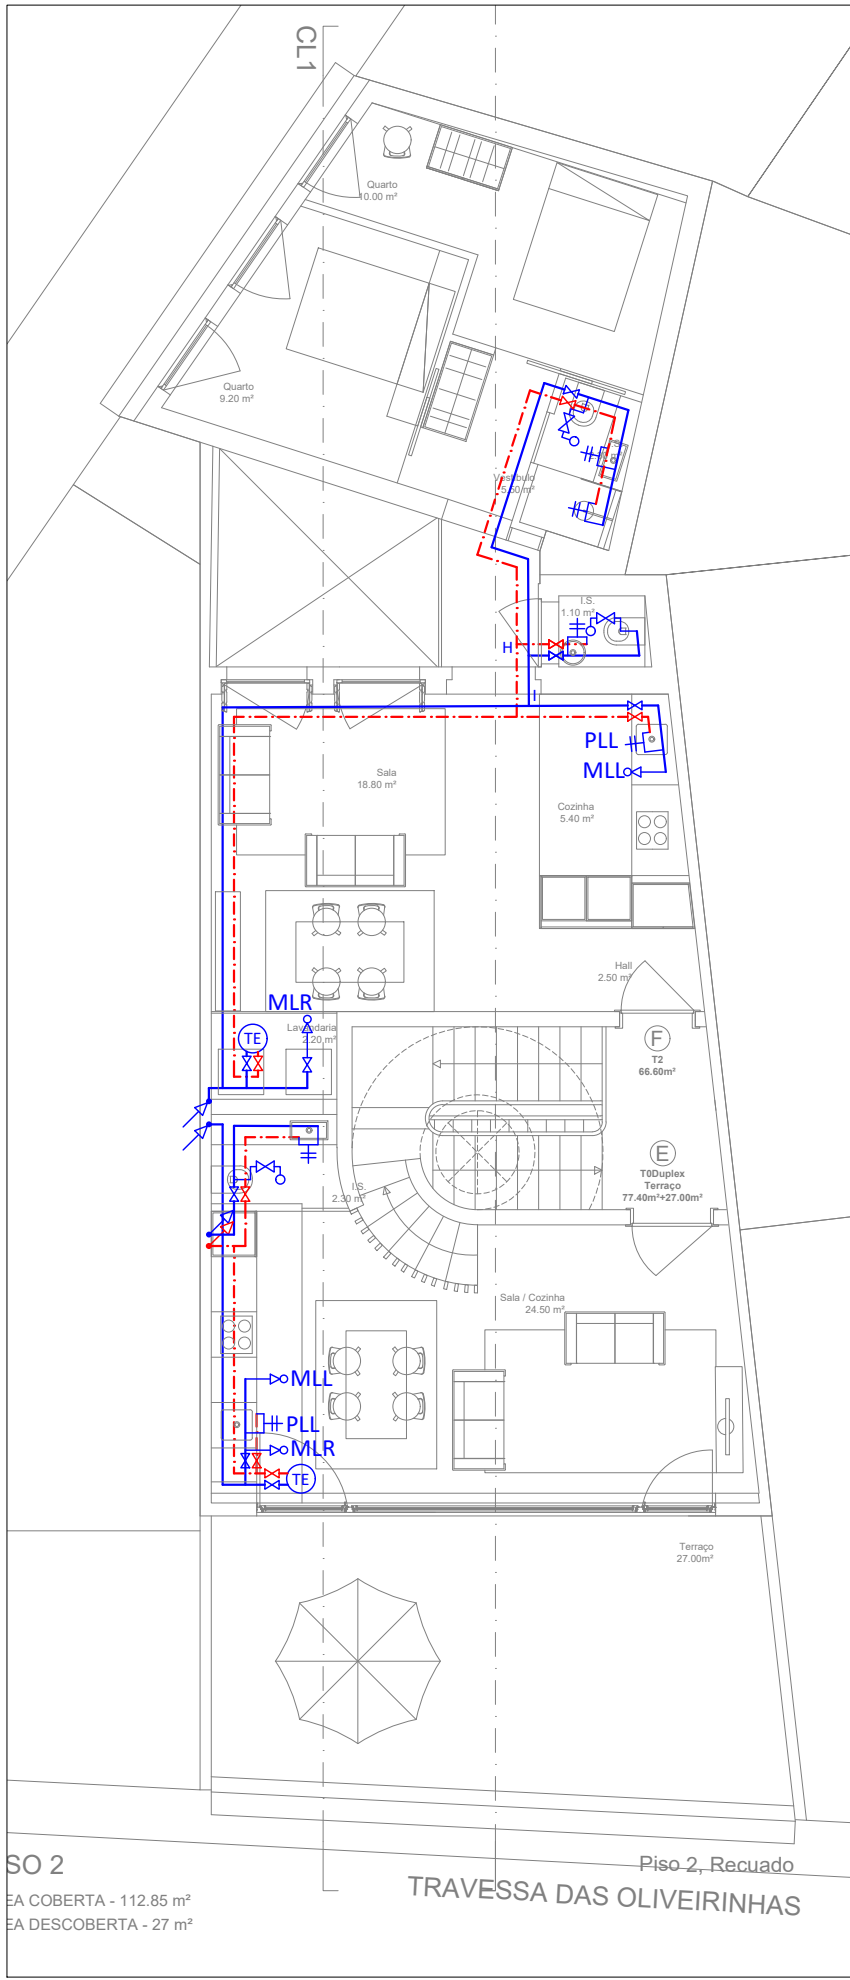 CL1
Quarto
10.00 m²
Quarto
9.20 m²
Vestíbulo
5.50 m²
I.S.
1.10 m²
H
I
PLL
MLL
Sala
18.80 m²
Cozinha
5.40 m²
Hall
2.50 m²
MLR
Lavandaria
2.20 m²
TE
F
T2
66.60m²
E
T0Duplex
Terraço
77.40m²+27.00m²
I.S.
2.30 m²
Sala / Cozinha
24.50 m²
MLL
PLL
MLR
TE
Terraço
27.00m²
SO 2
Piso 2, Recuado
EA COBERTA - 112.85 m²
TRAVESSA DAS OLIVEIRINHAS
EA DESCOBERTA - 27 m²